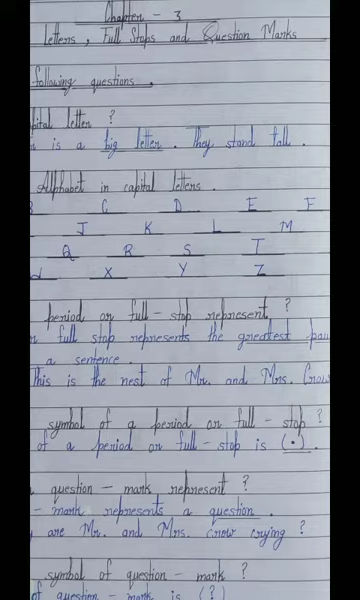 Chapter - 3
Letters, Full Stops and Question Marks
following questions.
letter ?
is a big letter. They stand tall.
Alphabet in capital letters.
C D E F
J K L M
Q R S T
X Y Z
period or full - stop represent ?
full stop represents the greatest
a sentence.
This is the nest of Mr. and Mrs. Crow
symbol of a period or full - stop ?
of a period or full - stop is (.).
question - mark represent ?
- mark represents a question.
are Mr. and Mrs. crow crying ?
symbol of question - mark ?
of question - mark is (?)